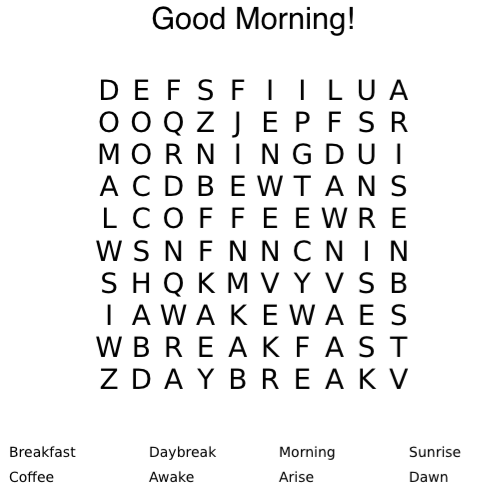 Good Morning!
D E F S F I I L U A
O O Q Z J E P F S R
M O R N I N G D U I
A C D B E W T A N S
L C O F F E E W R E
W S N F N N C N I N
S H Q K M V Y V S B
I A W A K E W A E S
W B R E A K F A S T
Z D A Y B R E A K V
Breakfast Daybreak Morning Sunrise
Coffee Awake Arise Dawn